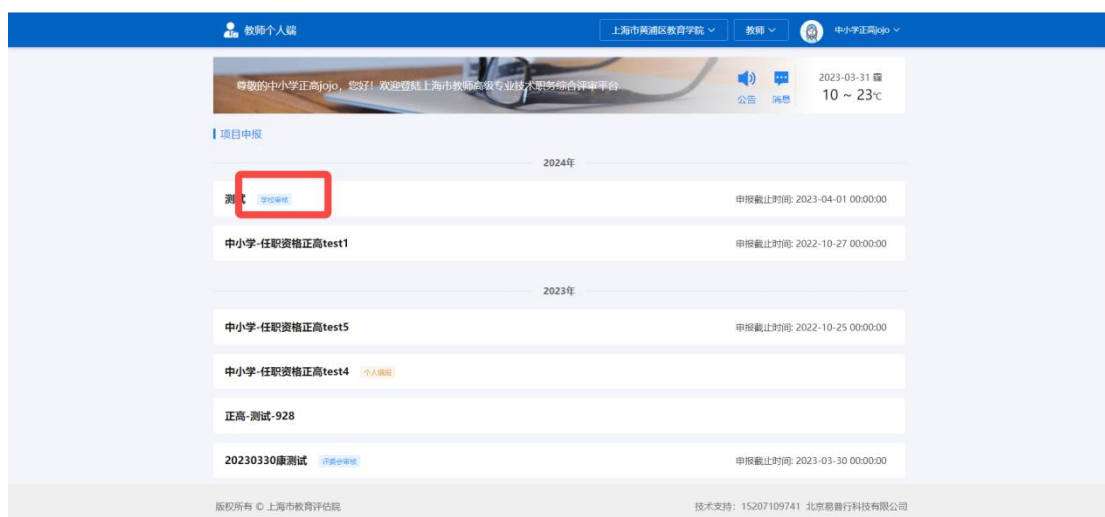 教师个人端 上海市黄浦区教育学院 教师 中小学正高jojo
尊敬的中小学正高jojo，您好！欢迎登陆上海市教师高级专业技术职务综合评审平台
公告 消息
2023-03-31
10 ~ 23℃
项目申报
2024年
测试 学校审核 申报截止时间: 2023-04-01 00:00:00
中小学-任职资格正高test1 申报截止时间: 2022-10-27 00:00:00
2023年
中小学-任职资格正高test5 申报截止时间: 2022-10-25 00:00:00
中小学-任职资格正高test4 个人填报
正高-测试-928
20230330康测试 评委会审核 申报截止时间: 2023-03-30 00:00:00
版权所有 © 上海市教育评估院 技术支持：15207109741 北京易普行科技有限公司